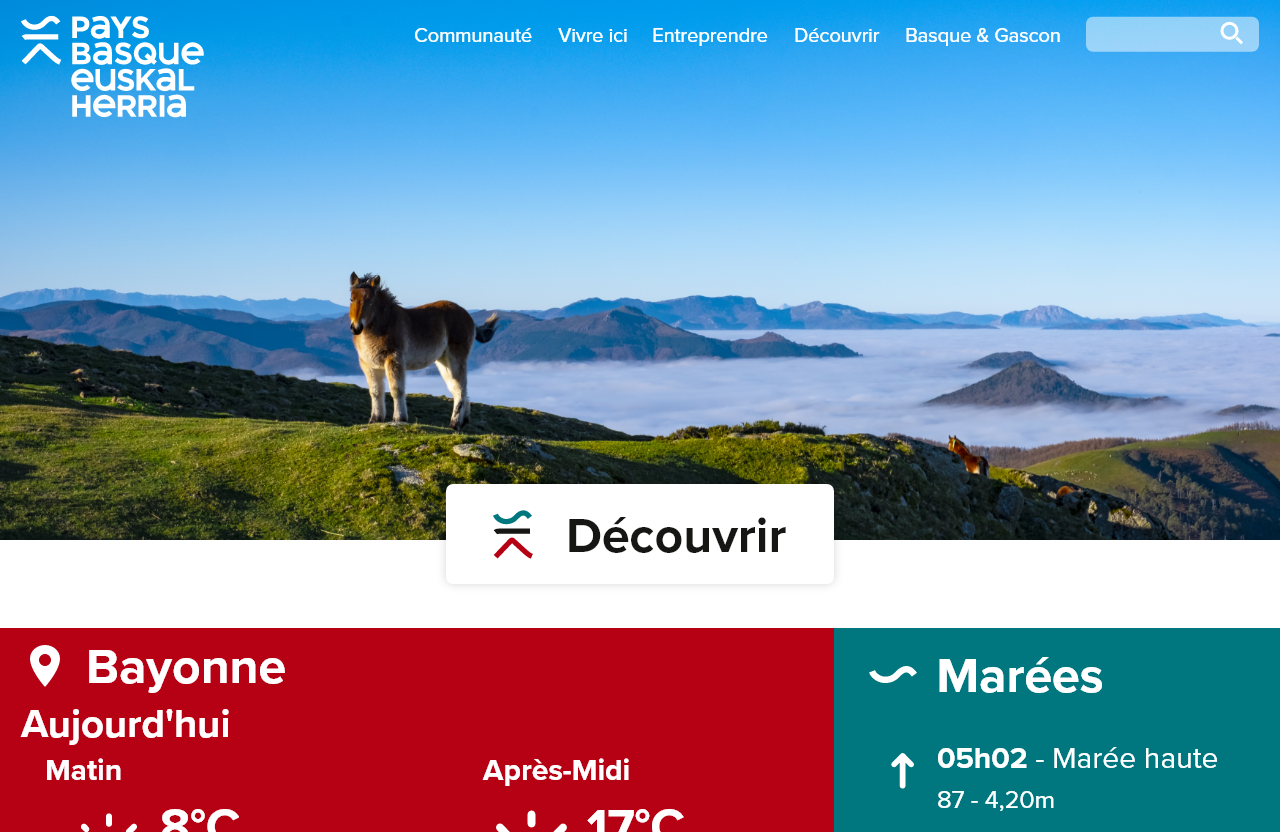 Pays
Basque
euskal
Herria
Communauté
Vivre ici
Entreprendre
Découvrir
Basque & Gascon
Découvrir
Bayonne
Aujourd'hui
Matin
Après-Midi
8°C
17°C
Marées
05h02 - Marée haute
87 - 4,20m